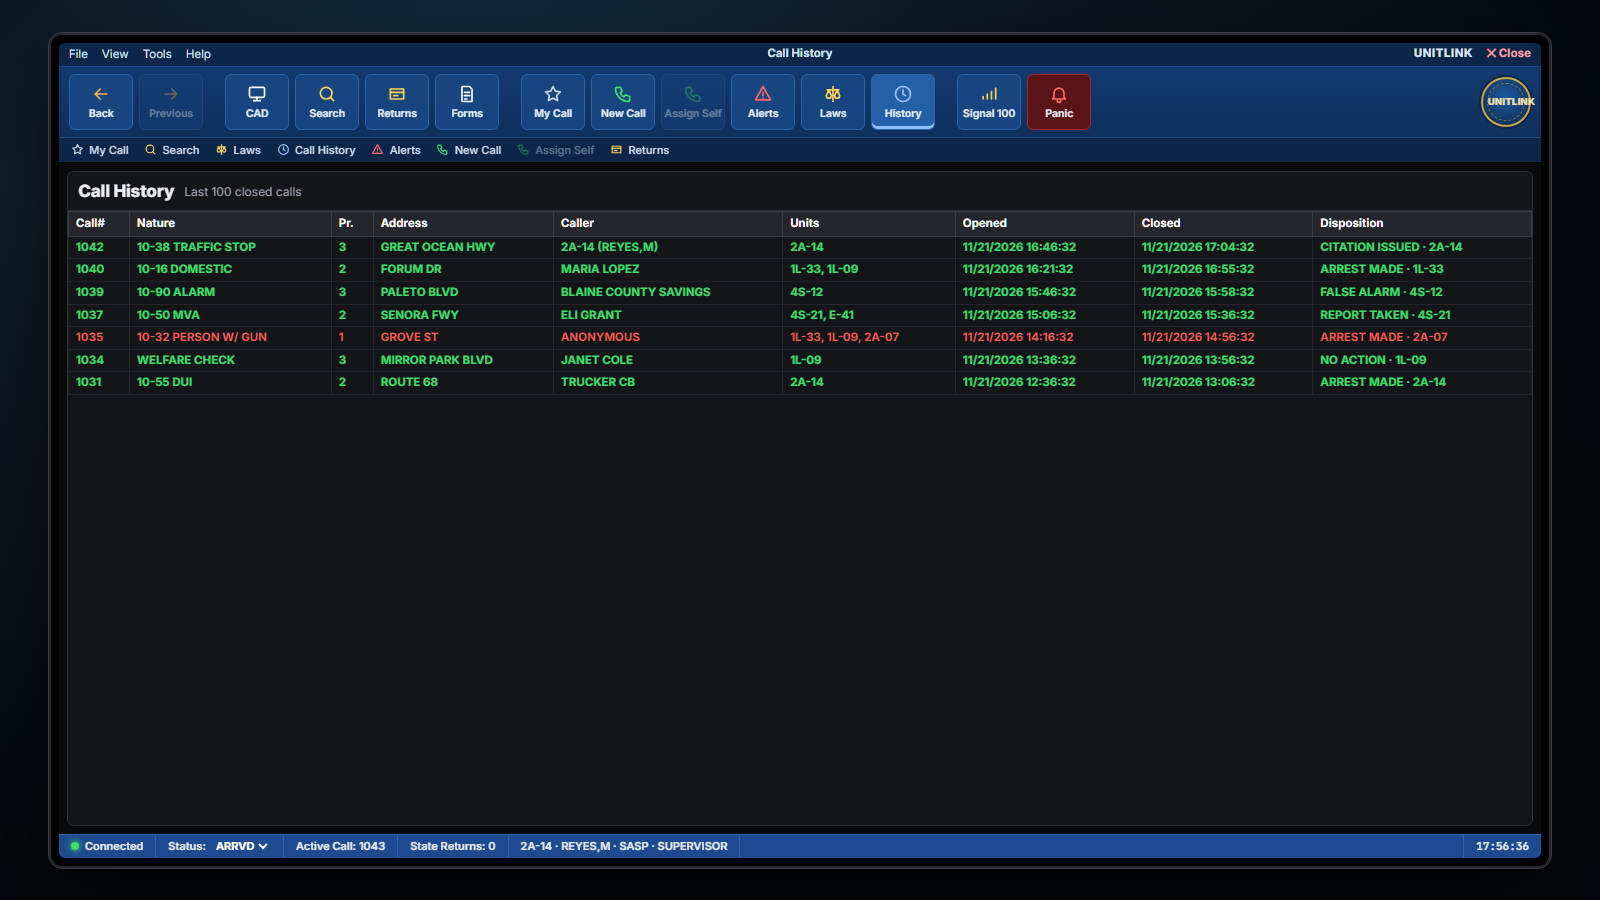 File View Tools Help Call History UNITLINK Close
Back Previous CAD Search Returns Forms My Call New Call Assign Self Alerts Laws History Signal 100 Panic UNITLINK
My Call Search Laws Call History Alerts New Call Assign Self Returns
Call History Last 100 closed calls
Call# Nature Pr. Address Caller Units Opened Closed Disposition
1042 10-38 TRAFFIC STOP 3 GREAT OCEAN HWY 2A-14 (REYES,M) 2A-14 11/21/2026 16:46:32 11/21/2026 17:04:32 CITATION ISSUED · 2A-14
1040 10-16 DOMESTIC 2 FORUM DR MARIA LOPEZ 1L-33, 1L-09 11/21/2026 16:21:32 11/21/2026 16:55:32 ARREST MADE · 1L-33
1039 10-90 ALARM 3 PALETO BLVD BLAINE COUNTY SAVINGS 4S-12 11/21/2026 15:46:32 11/21/2026 15:58:32 FALSE ALARM · 4S-12
1037 10-50 MVA 2 SENORA FWY ELI GRANT 4S-21, E-41 11/21/2026 15:06:32 11/21/2026 15:36:32 REPORT TAKEN · 4S-21
1035 10-32 PERSON W/ GUN 1 GROVE ST ANONYMOUS 1L-33, 1L-09, 2A-07 11/21/2026 14:16:32 11/21/2026 14:56:32 ARREST MADE · 2A-07
1034 WELFARE CHECK 3 MIRROR PARK BLVD JANET COLE 1L-09 11/21/2026 13:36:32 11/21/2026 13:56:32 NO ACTION · 1L-09
1031 10-55 DUI 2 ROUTE 68 TRUCKER CB 2A-14 11/21/2026 12:36:32 11/21/2026 13:06:32 ARREST MADE · 2A-14
Connected Status: ARRVD Active Call: 1043 State Returns: 0 2A-14 · REYES,M · SASP · SUPERVISOR 17:56:36